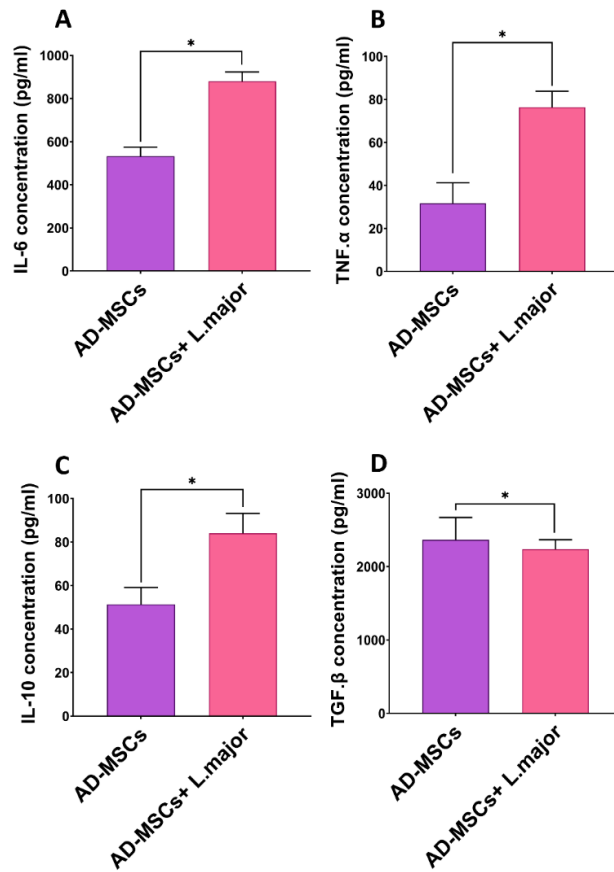 A
IL-6 concentration (pg/ml)
1000
800
600
400
200
0
*
AD-MSCs
AD-MSCs+ L.major
B
TNF.α concentration (pg/ml)
100
80
60
40
20
0
*
AD-MSCs
AD-MSCs+ L.major
C
IL-10 concentration (pg/ml)
100
80
60
40
20
0
*
AD-MSCs
AD-MSCs+ L.major
D
TGF.β concentration (pg/ml)
3000
2000
1000
0
*
AD-MSCs
AD-MSCs+ L.major